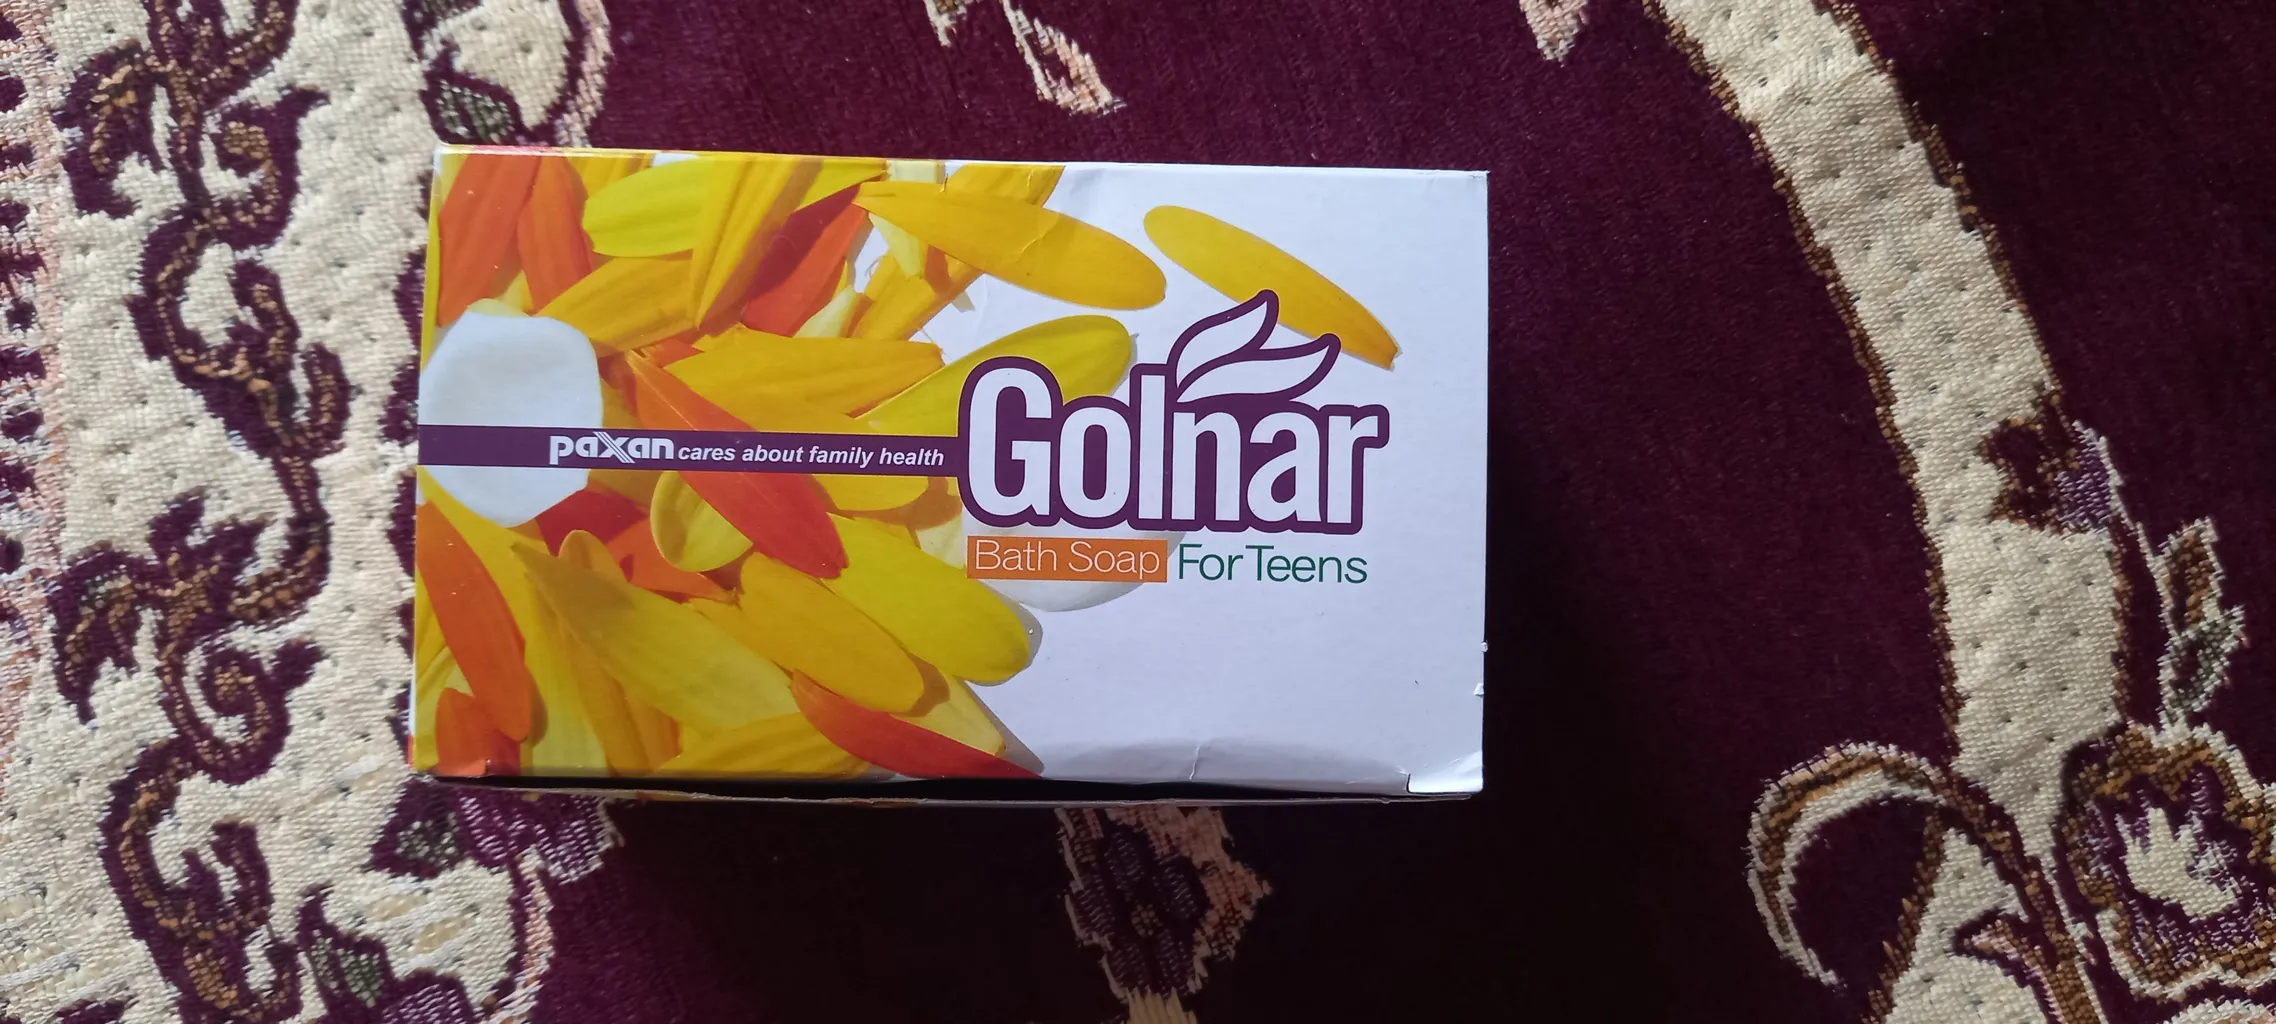 paxan cares about family health
Golnar
Bath Soap For Teens